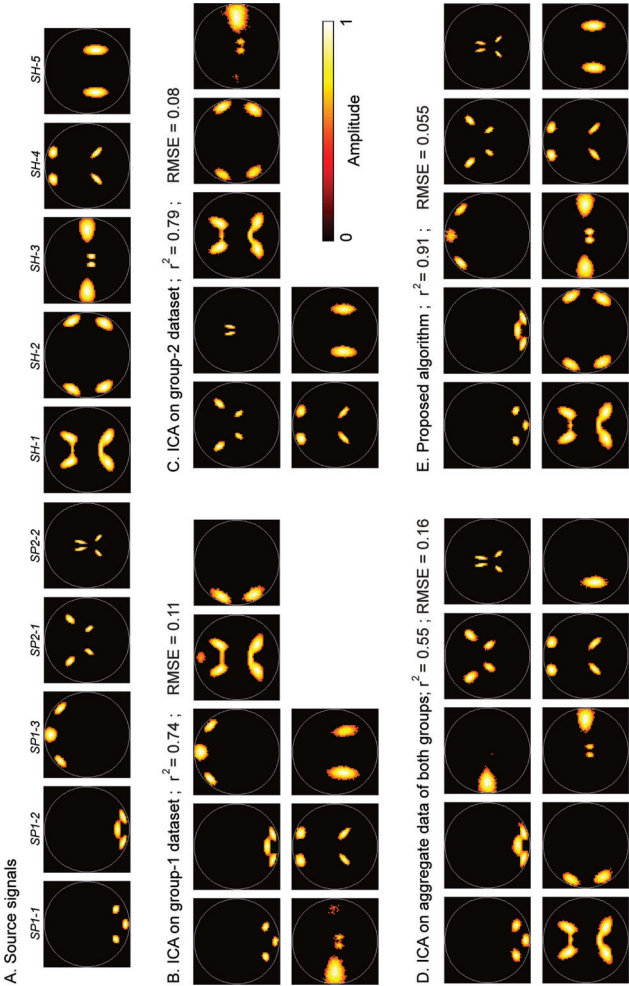 A. Source signals
SP1-1 SP1-2 SP1-3 SP2-1 SP2-2 SH-1 SH-2 SH-3 SH-4 SH-5
B. ICA on group-1 dataset ; r² = 0.74 ; RMSE = 0.11
C. ICA on group-2 dataset ; r² = 0.79 ; RMSE = 0.08
0 1
Amplitude
D. ICA on aggregate data of both groups; r² = 0.55 ; RMSE = 0.16
E. Proposed algorithm ; r² = 0.91 ; RMSE = 0.055